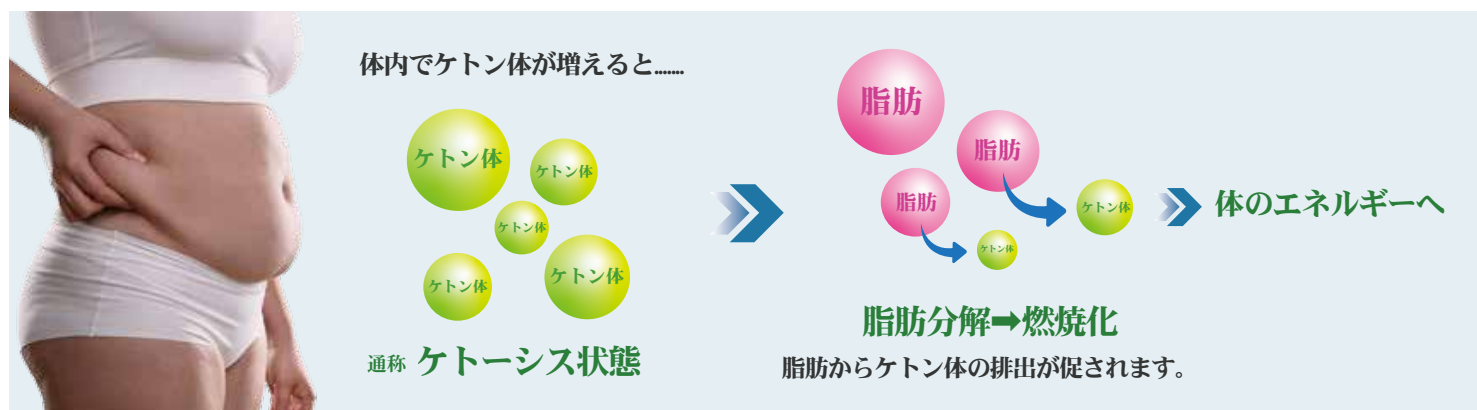 体内でケトン体が増えると.......
ケトン体
ケトン体
ケトン体
ケトン体
ケトン体
通称 ケトーシス状態
脂肪
脂肪
脂肪
ケトン体
ケトン体
体のエネルギーへ
脂肪分解➡燃焼化
脂肪からケトン体の排出が促されます。